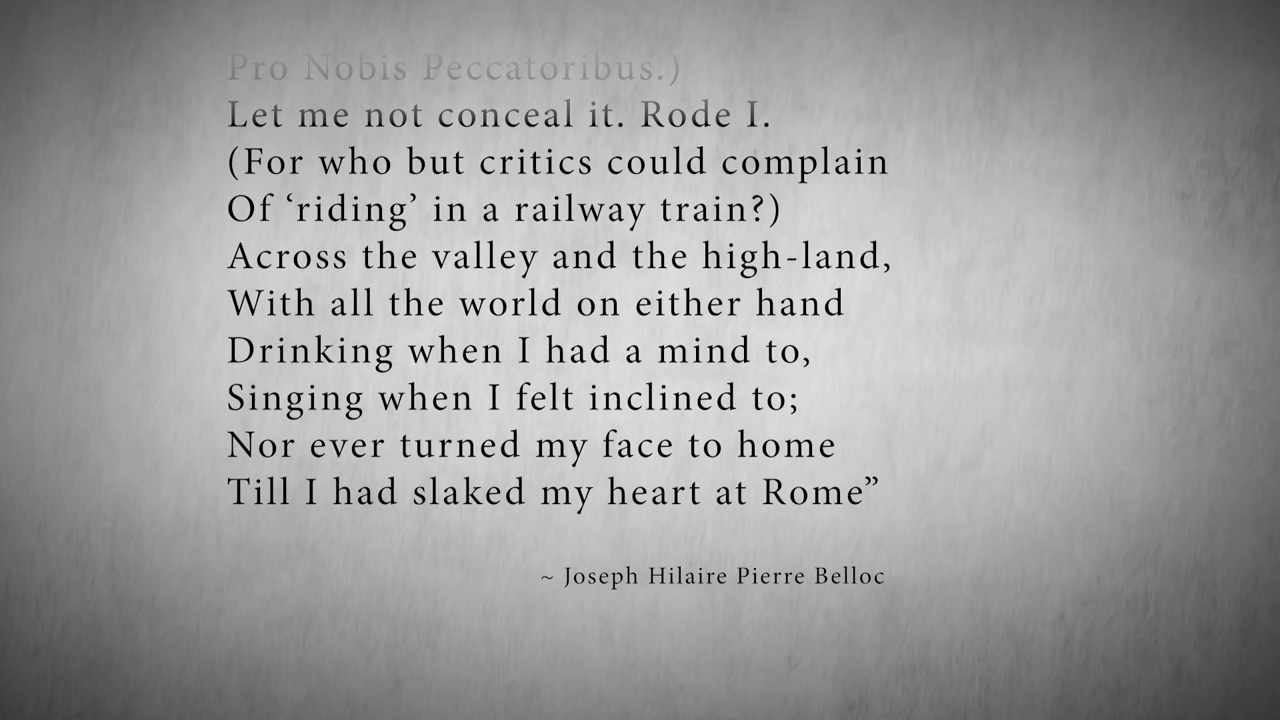 Pro Nobis Peccatoribus.)
Let me not conceal it. Rode I.
(For who but critics could complain
Of ‘riding’ in a railway train?)
Across the valley and the high-land,
With all the world on either hand
Drinking when I had a mind to,
Singing when I felt inclined to;
Nor ever turned my face to home
Till I had slaked my heart at Rome”
~ Joseph Hilaire Pierre Belloc